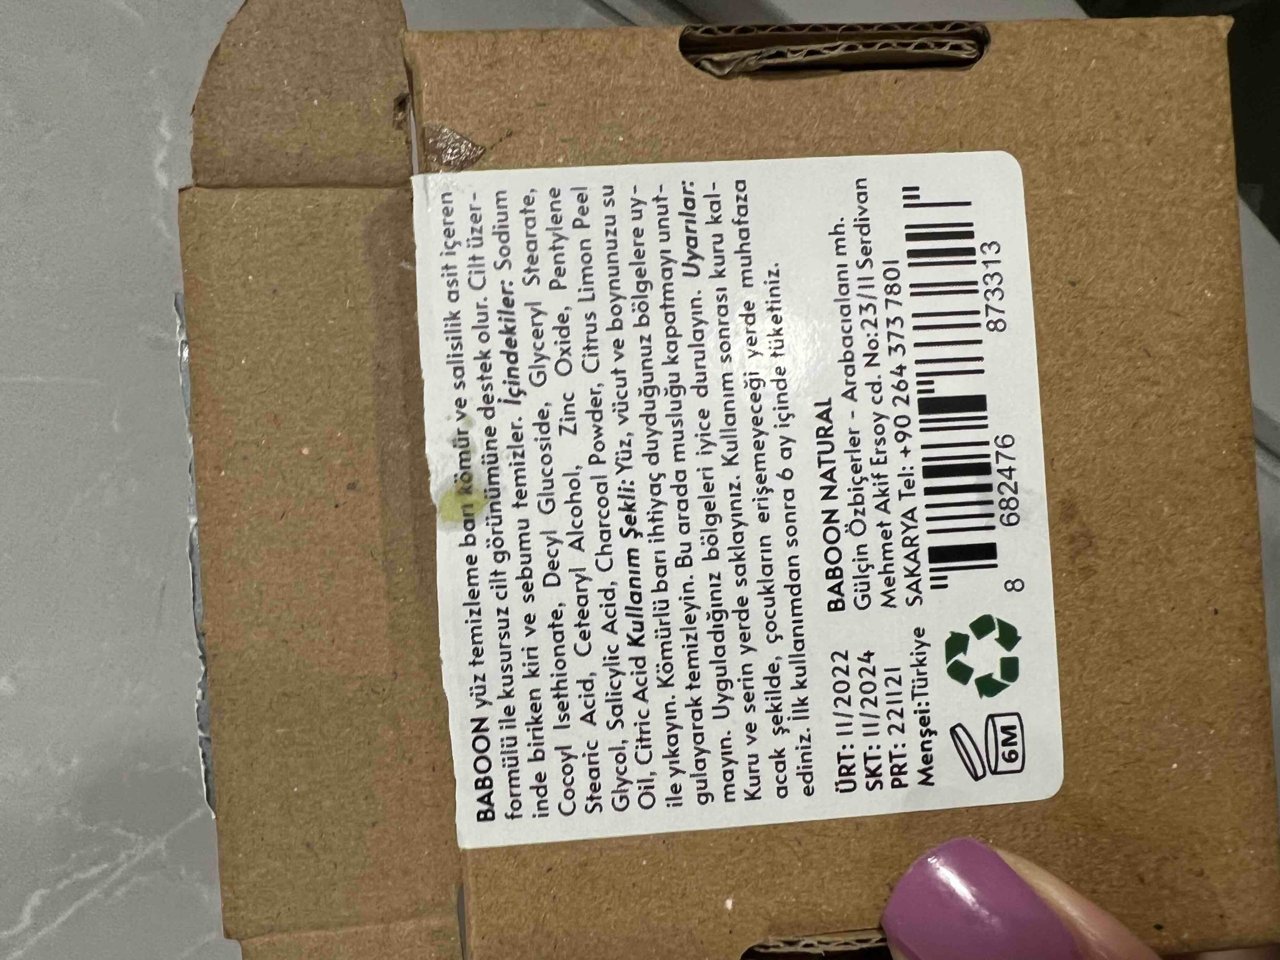 BABOON yüz temizleme barı kömür ve salisilik asit içeren
formülü ile kusursuz cilt görünümüne destek olur. Cilt üzer-
inde biriken kiri ve sebumu temizler. İçindekiler: Sodium
Cocoyl Isethionate, Decyl Glucoside, Glyceryl Stearate,
Stearic Acid, Cetearyl Alcohol, Zinc Oxide, Pentylene
Glycol, Salicylic Acid, Charcoal Powder, Citrus Limon Peel
Oil, Citric Acid Kullanım Şekli: Yüz, vücut ve boynunuzu su
ile yıkayın. Kömürlü barı ihtiyaç duyduğunuz bölgelere uy-
gulayarak temizleyin. Bu arada musluğu kapatmayı unut-
mayın. Uyguladığınız bölgeleri iyice durulayın. Uyarılar:
Kuru ve serin yerde saklayınız. Kullanım sonrası kuru kal-
acak şekilde, çocukların erişemeyeceği yerde muhafaza
ediniz. İlk kullanımdan sonra 6 ay içinde tüketiniz.
ÜRT: 11/2022
SKT: 11/2024
PRT: 221121
Menşei:Türkiye
6M
BABOON NATURAL
Gülçin Özbiçerler - Arabacıalanı mh.
Mehmet Akif Ersoy cd. No:23/11 Serdivan
SAKARYA Tel: +90 264 373 7801
8 682476 873313